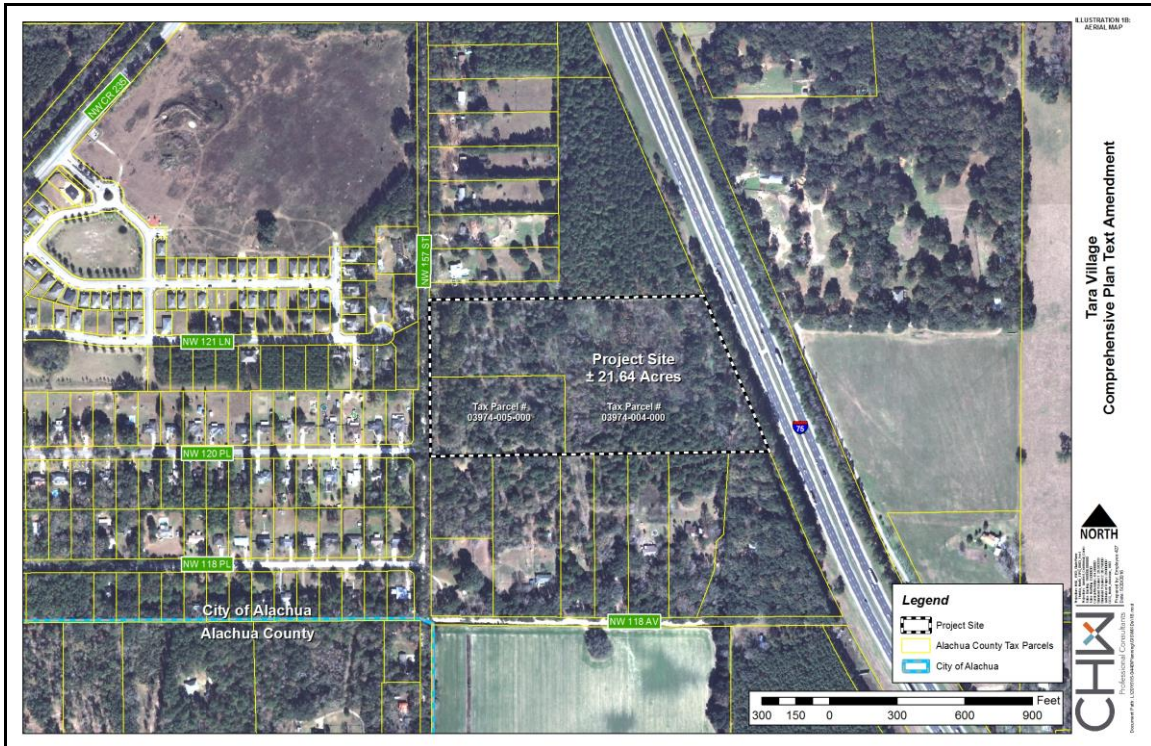 ILLUSTRATION 1B:
AERIAL MAP
NW CR 235
NW 157 ST
NW 121 LN
Project Site
± 21.64 Acres
Tax Parcel #
03974-005-000
Tax Parcel #
03974-004-000
75
NW 120 PL
NW 118 PL
City of Alachua
Alachua County
NW 118 AV
Tara Village
Comprehensive Plan Text Amendment
NORTH
Legend
Project Site
Alachua County Tax Parcels
City of Alachua
Feet
300 150 0 300 600 900
CHW
Professional Consultants